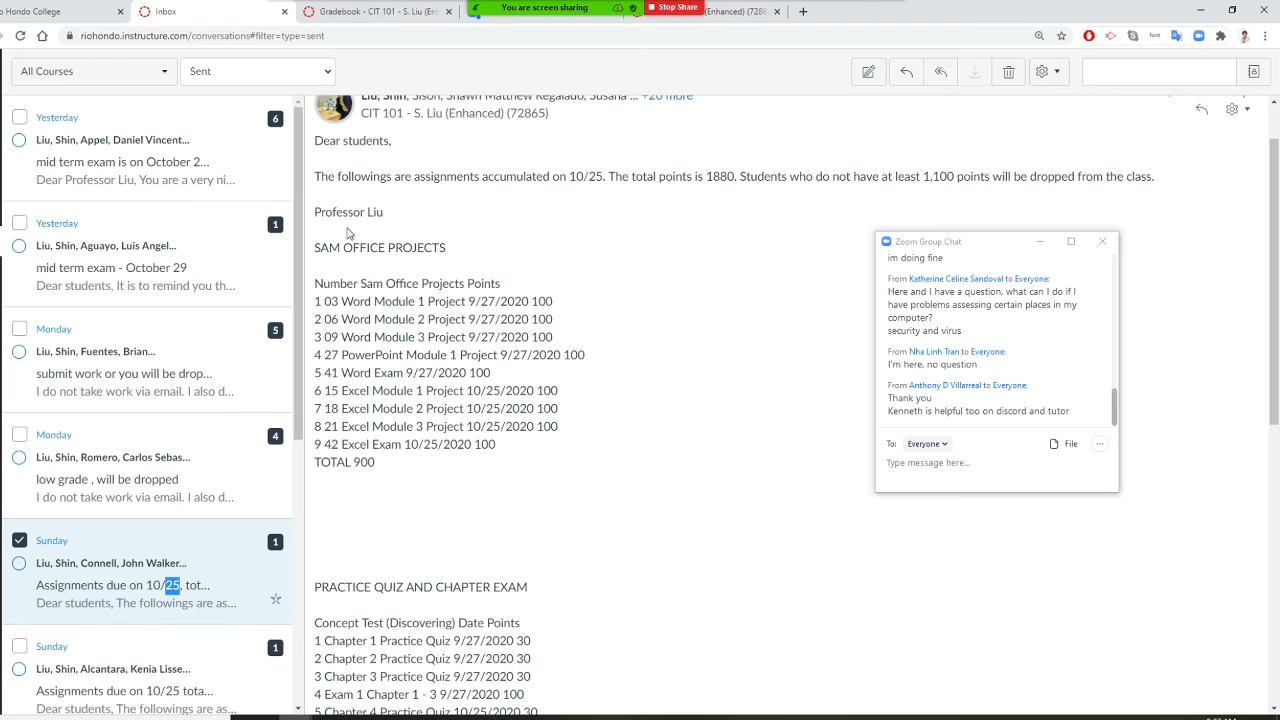 o Hondo College
Inbox
Gradebook - CIT 101 - S. Liu (Enh
You are screen sharing
Stop Share
(Enhanced) (7286
riohondo.instructure.com/conversations#filter=type=sent
All Courses
Sent
Yesterday
6
Liu, Shin, Appel, Daniel Vincent...
mid term exam is on October 2...
Dear Professor Liu, You are a very ni...
Yesterday
1
Liu, Shin, Aguayo, Luis Angel...
mid term exam - October 29
Dear students, It is to remind you th...
Monday
5
Liu, Shin, Fuentes, Brian...
submit work or you will be drop...
I do not take work via email. I also d...
Monday
4
Liu, Shin, Romero, Carlos Sebas...
low grade , will be dropped
I do not take work via email. I also d...
Sunday
1
Liu, Shin, Connell, John Walker...
Assignments due on 10/25, tot...
Dear students, The followings are as...
Sunday
1
Liu, Shin, Alcantara, Kenia Lisse...
Assignments due on 10/25 tota...
Dear students, The followings are as...
Liu, Shin, Sison, Shawn Matthew Regalado, Susana ... +20 more
CIT 101 - S. Liu (Enhanced) (72865)
Dear students,
The followings are assignments accumulated on 10/25. The total points is 1880. Students who do not have at least 1,100 points will be dropped from the class.
Professor Liu
SAM OFFICE PROJECTS
Number Sam Office Projects Points
1 03 Word Module 1 Project 9/27/2020 100
2 06 Word Module 2 Project 9/27/2020 100
3 09 Word Module 3 Project 9/27/2020 100
4 27 PowerPoint Module 1 Project 9/27/2020 100
5 41 Word Exam 9/27/2020 100
6 15 Excel Module 1 Project 10/25/2020 100
7 18 Excel Module 2 Project 10/25/2020 100
8 21 Excel Module 3 Project 10/25/2020 100
9 42 Excel Exam 10/25/2020 100
TOTAL 900
PRACTICE QUIZ AND CHAPTER EXAM
Concept Test (Discovering) Date Points
1 Chapter 1 Practice Quiz 9/27/2020 30
2 Chapter 2 Practice Quiz 9/27/2020 30
3 Chapter 3 Practice Quiz 9/27/2020 30
4 Exam 1 Chapter 1 - 3 9/27/2020 100
5 Chapter 4 Practice Quiz 10/25/2020 30
Zoom Group Chat
im doing fine
From Katherine Celine Sandoval to Everyone:
Here and I have a question, what can I do if I
have problems assessing certain places in my
computer?
security and virus
From Nha Linh Tran to Everyone:
I'm here, no question
From Anthony D Villarreal to Everyone:
Thank you
Kenneth is helpful too on discord and tutor
To: Everyone
File
Type message here...